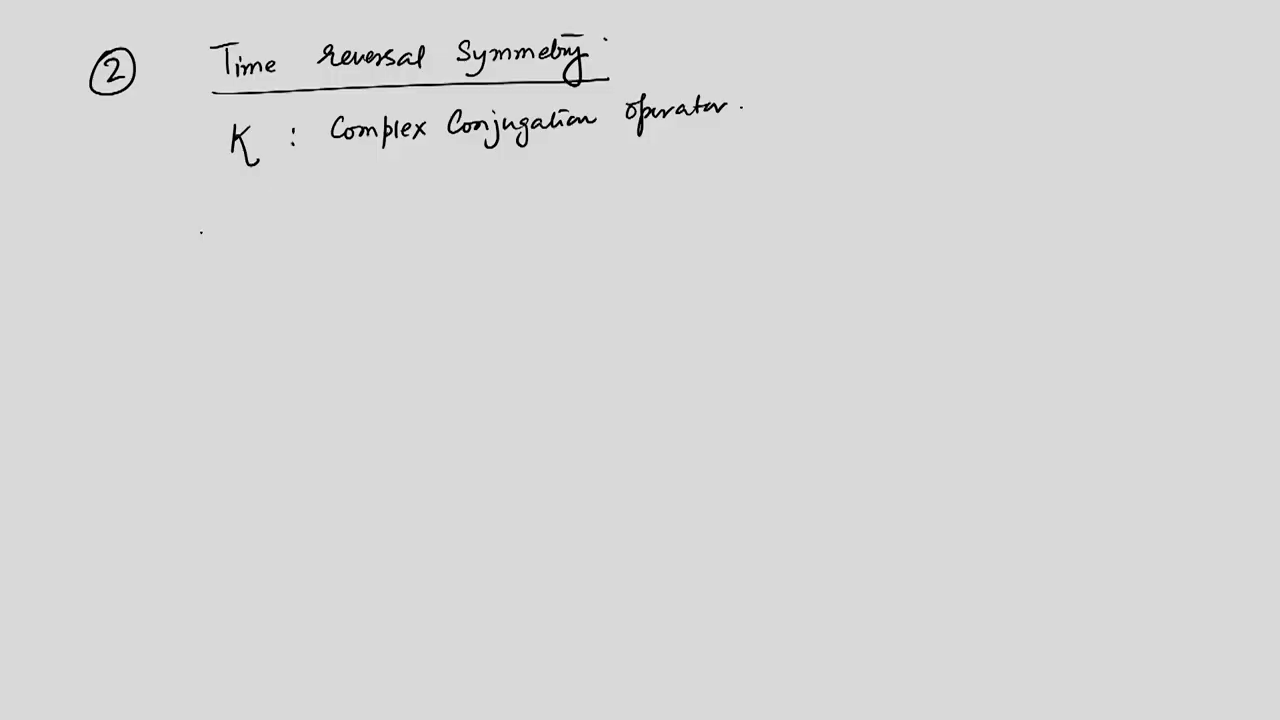 ② Time reversal Symmetry.
K : Complex Conjugation operator.